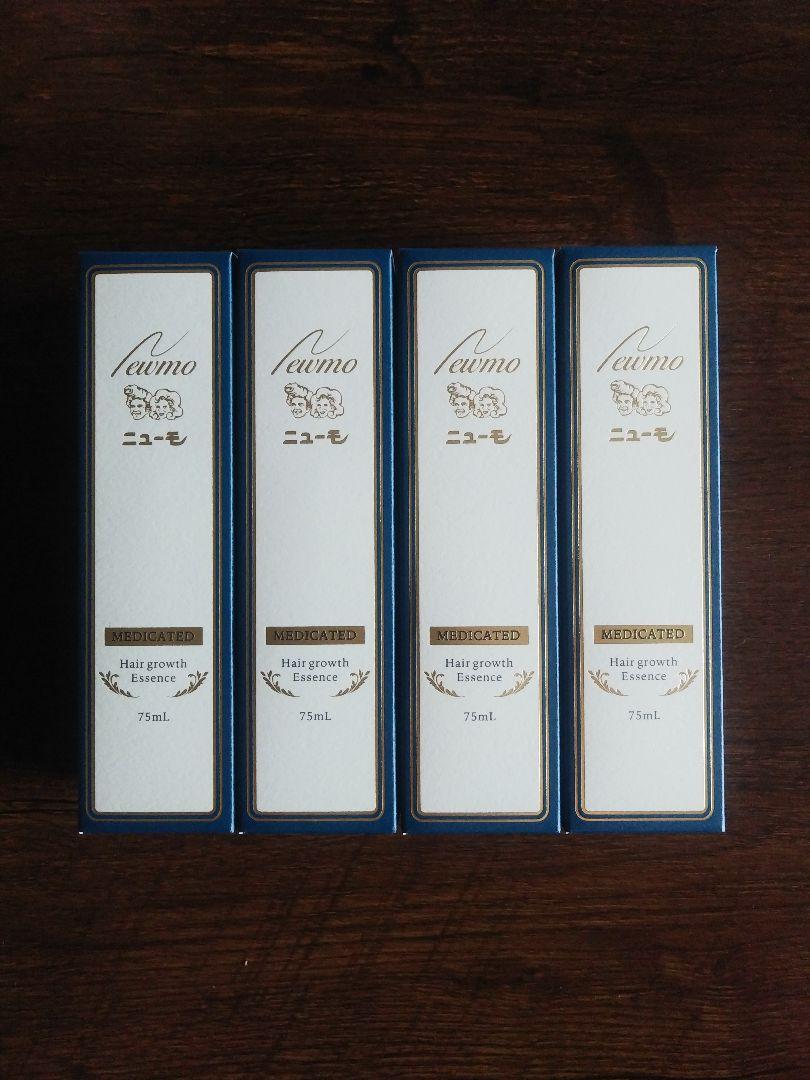 Newmo
ニューモ
MEDICATED
Hair growth
Essence
75mL
Newmo
ニューモ
MEDICATED
Hair growth
Essence
75mL
Newmo
ニューモ
MEDICATED
Hair growth
Essence
75mL
Newmo
ニューモ
MEDICATED
Hair growth
Essence
75mL